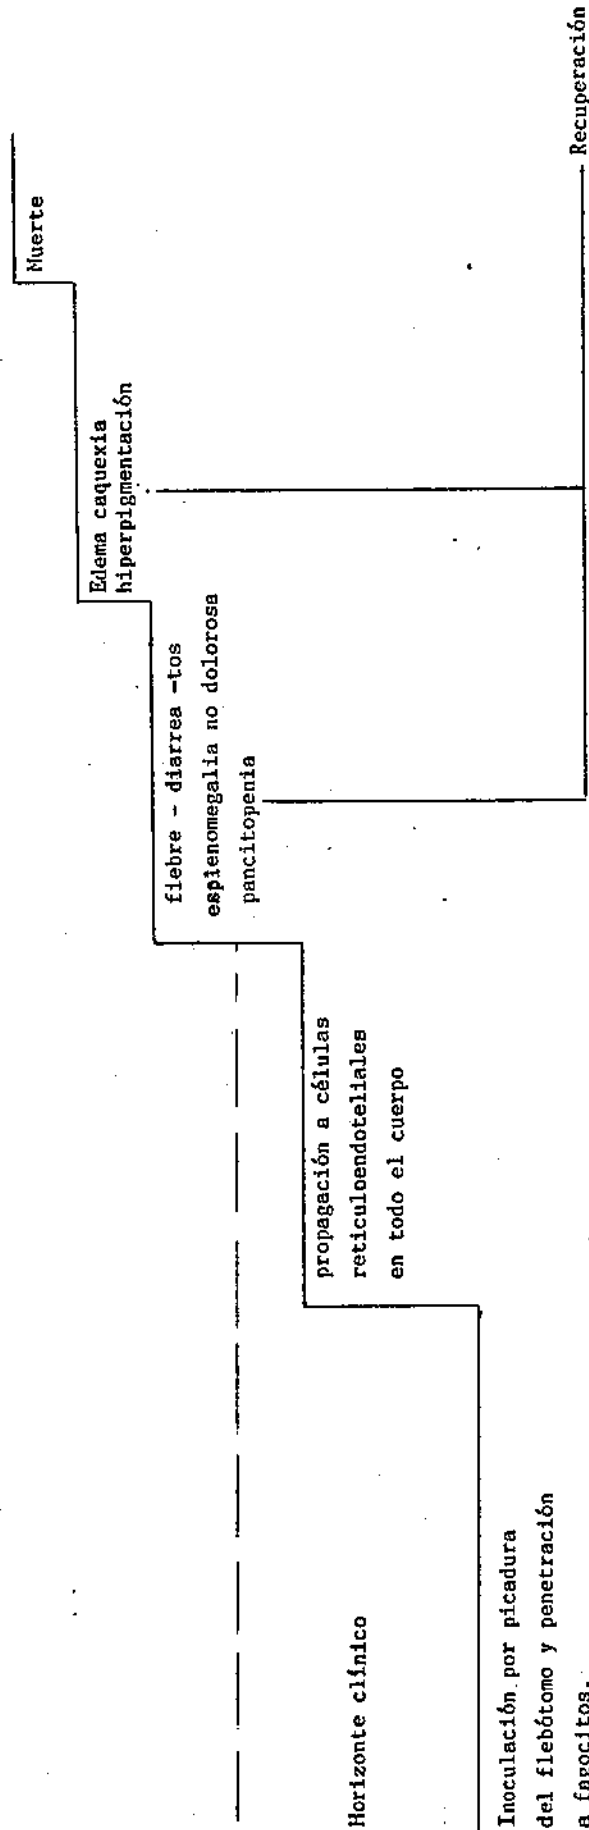 Muerte
Edema caquexia
hiperpigmentación
fiebre - diarrea -tos
espienomegalia no dolorosa
pancitopenia
propagación a células
reticuloendoteliales
en todo el cuerpo
Horizonte clínico
Inoculación por picadura
del flebótomo y penetración
a fagocitos.
Recuperación